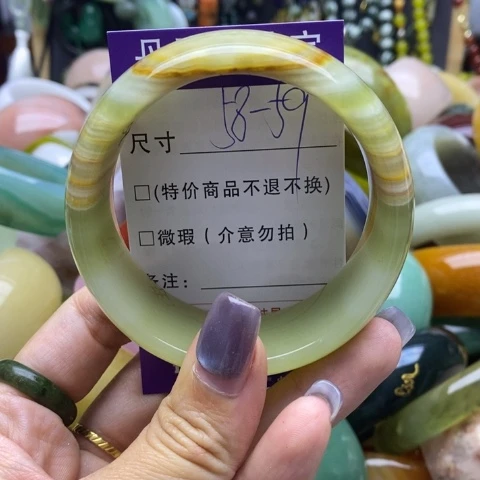 尺寸 58-59
□(特价商品不退不换)
□微瑕(介意勿拍)
备注: